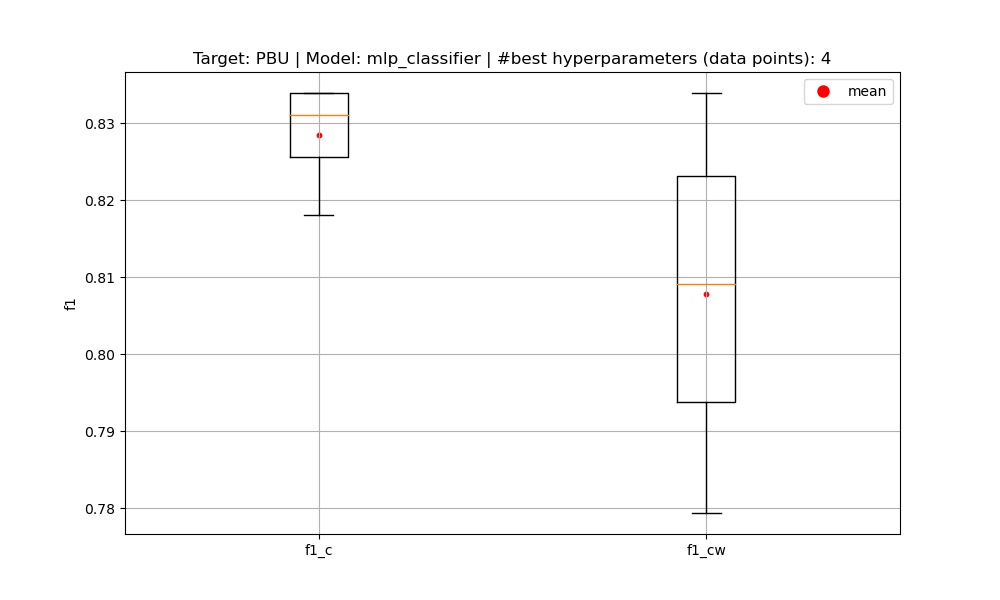 Target: PBU | Model: mlp_classifier | #best hyperparameters (data points): 4
mean
0.83
0.82
0.81
0.80
0.79
0.78
f1
f1_c
f1_cw